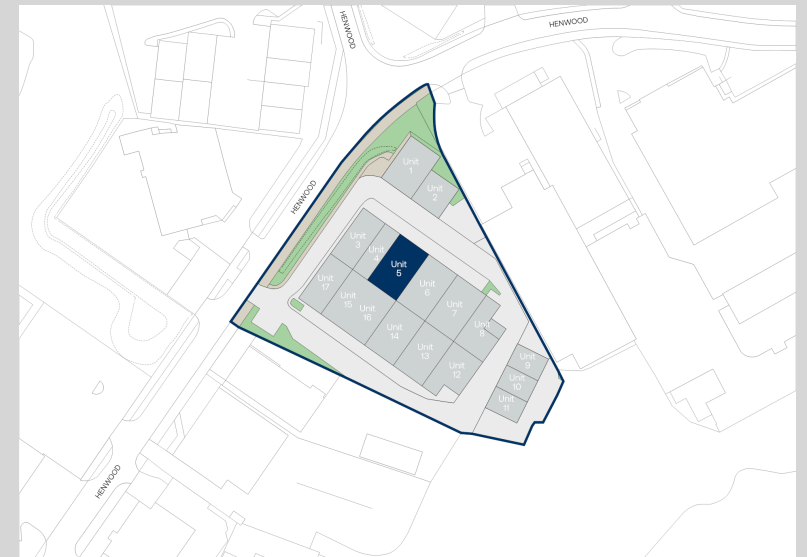 HENWOOD
HENWOOD
Unit
1
Unit
2
HENWOOD
Unit
3
Unit
4
Unit
5
Unit
17
Unit
6
Unit
15
Unit
16
Unit
7
Unit
14
Unit
8
Unit
13
Unit
9
Unit
12
Unit
10
Unit
11
HENWOOD